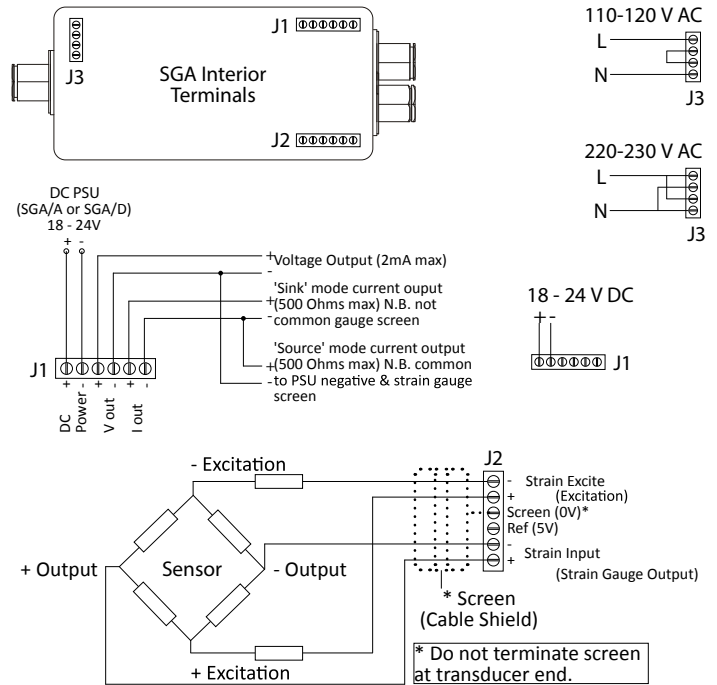 J1
J3
SGA Interior
Terminals
J2
110-120 V AC
L
N
J3
220-230 V AC
L
N
J3
DC PSU
(SGA/A or SGA/D)
18 - 24V
+ -
+Voltage Output (2mA max)
-
'Sink' mode current ouput
+(500 Ohms max) N.B. not
-common gauge screen
'Source' mode current output
+(500 Ohms max) N.B. common
-to PSU negative & strain gauge
screen
J1
+ - + - + -
DC
Power
V out
I out
18 - 24 V DC
+ -
J1
J2
- Excitation
- Strain Excite
+ (Excitation)
Screen (0V)*
Ref (5V)
-
Strain Input
+
(Strain Gauge Output)
+ Output
Sensor
- Output
* Screen
(Cable Shield)
+ Excitation
* Do not terminate screen
at transducer end.